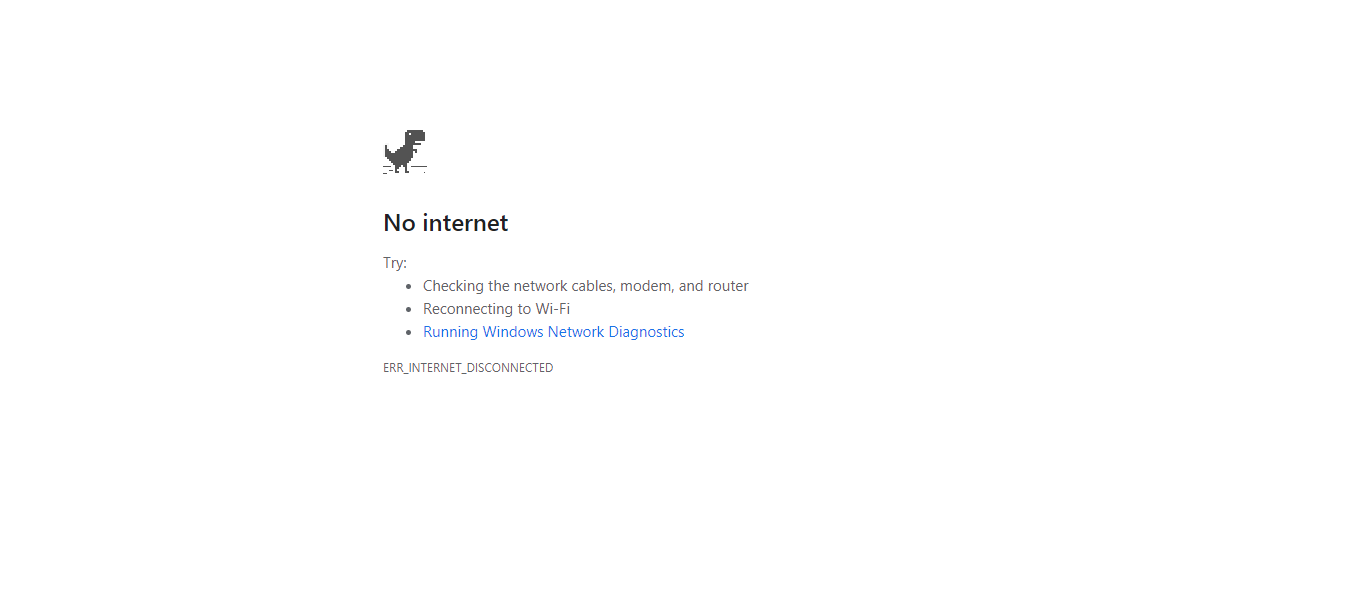 No internet
Try:
Checking the network cables, modem, and router
Reconnecting to Wi-Fi
Running Windows Network Diagnostics
ERR_INTERNET_DISCONNECTED